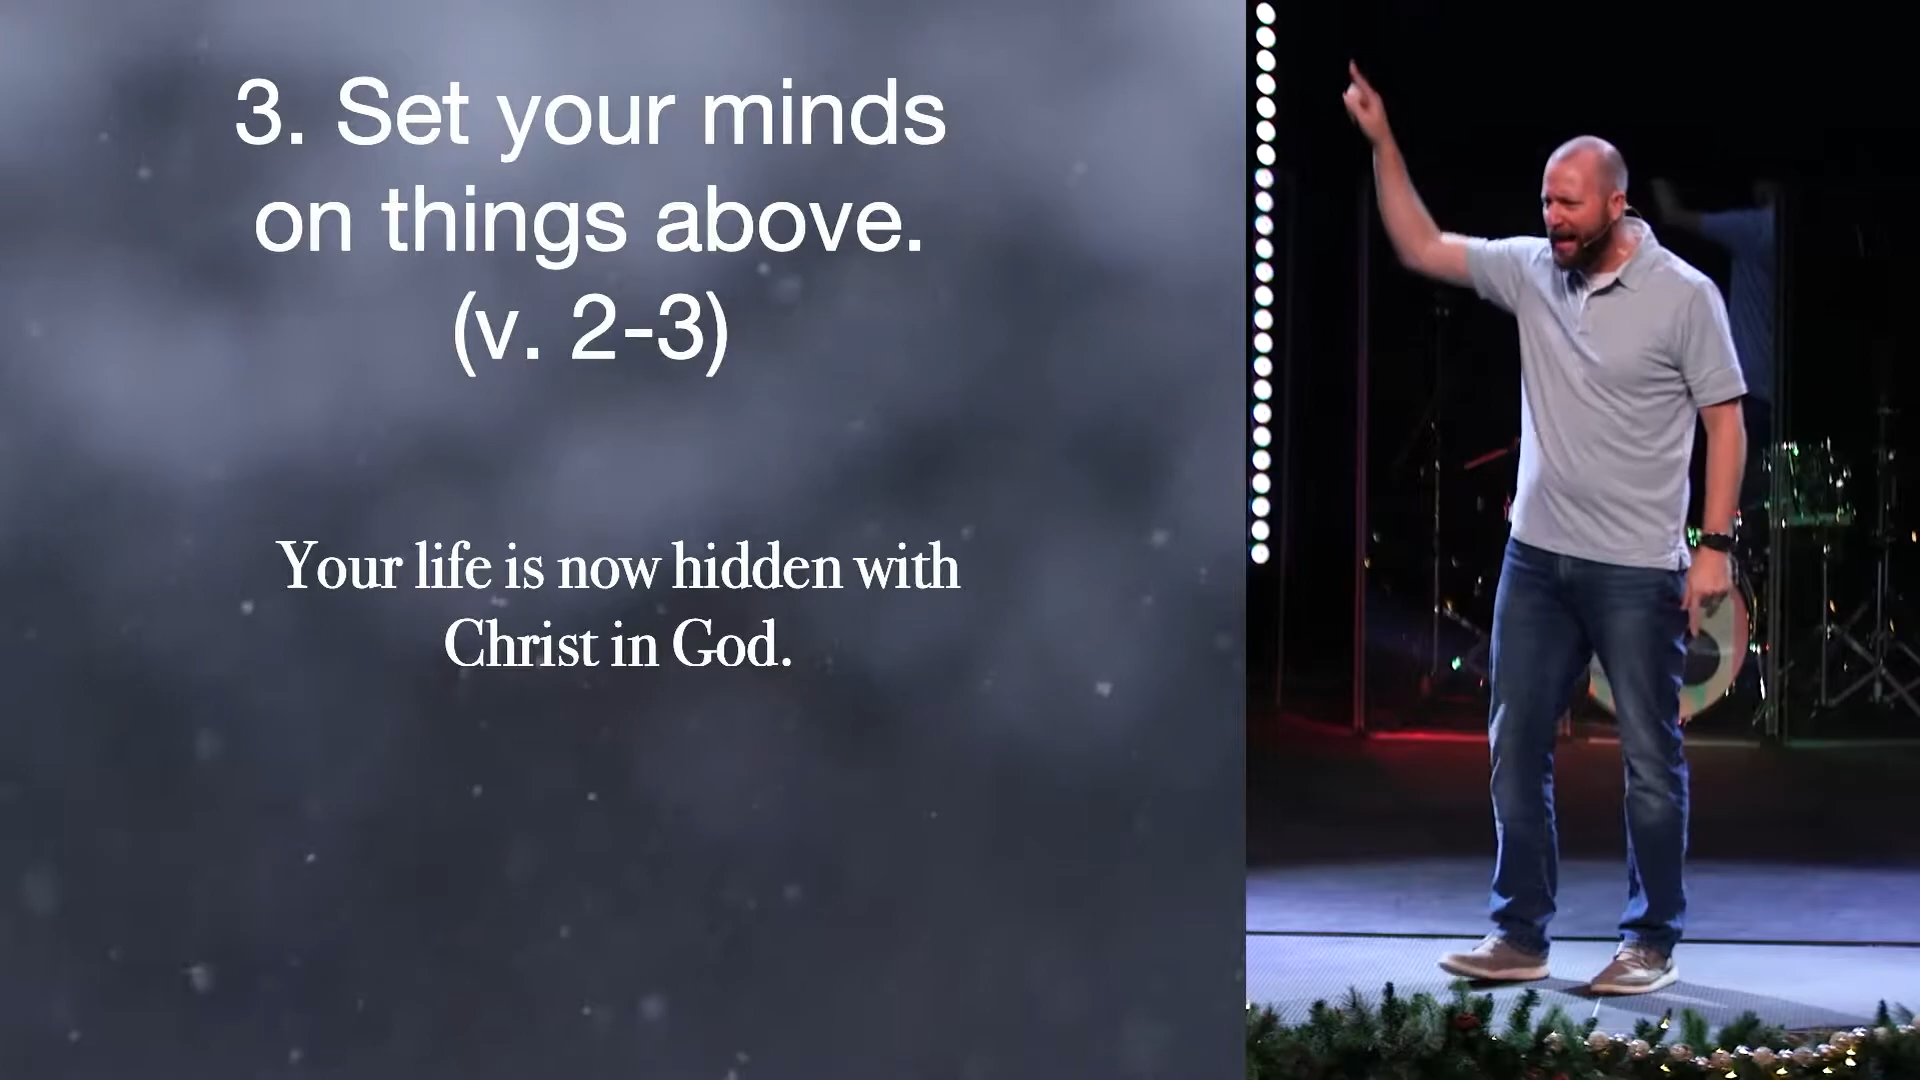 3. Set your minds
on things above.
(v. 2-3)
Your life is now hidden with
Christ in God.